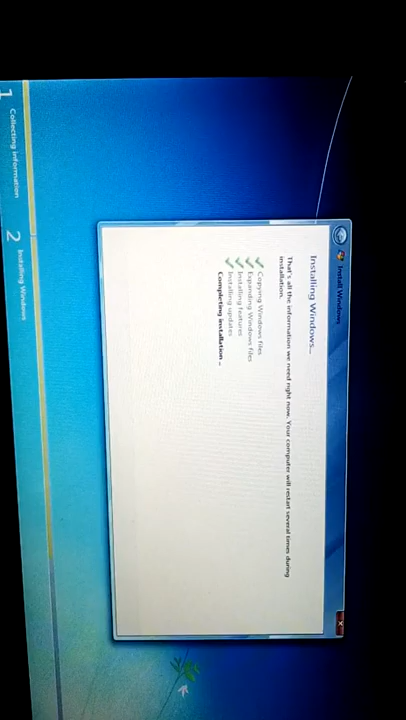 Install Windows
Installing Windows...
That's all the information we need right now. Your computer will restart several times during
installation.
Copying Windows files
Expanding Windows files
Installing features
Installing updates
Completing installation ...
1 Collecting information
2 Installing Windows